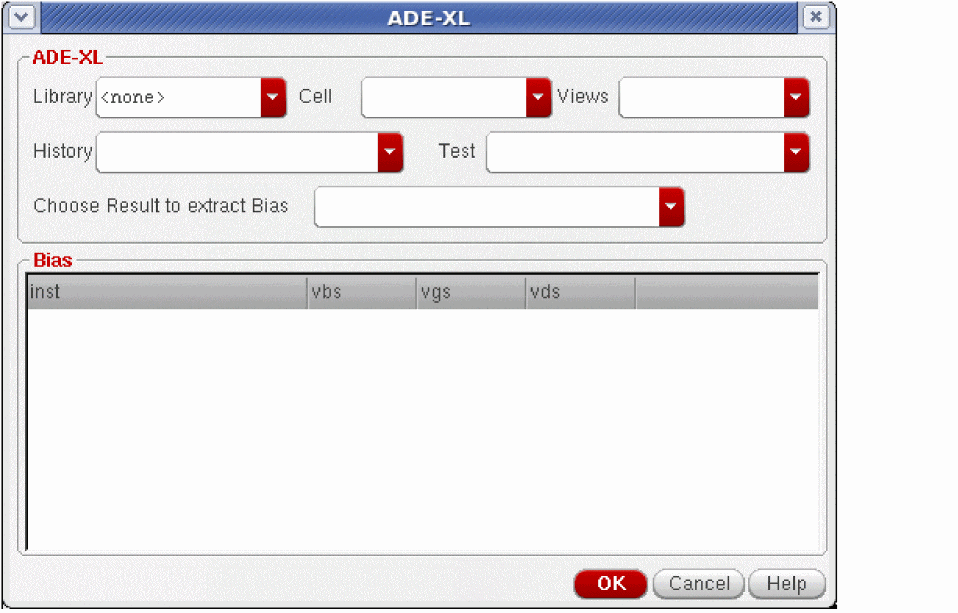 ADE-XL
ADE-XL
Library <none> Cell Views
History Test
Choose Result to extract Bias
Bias
inst vbs vgs vds
OK Cancel Help